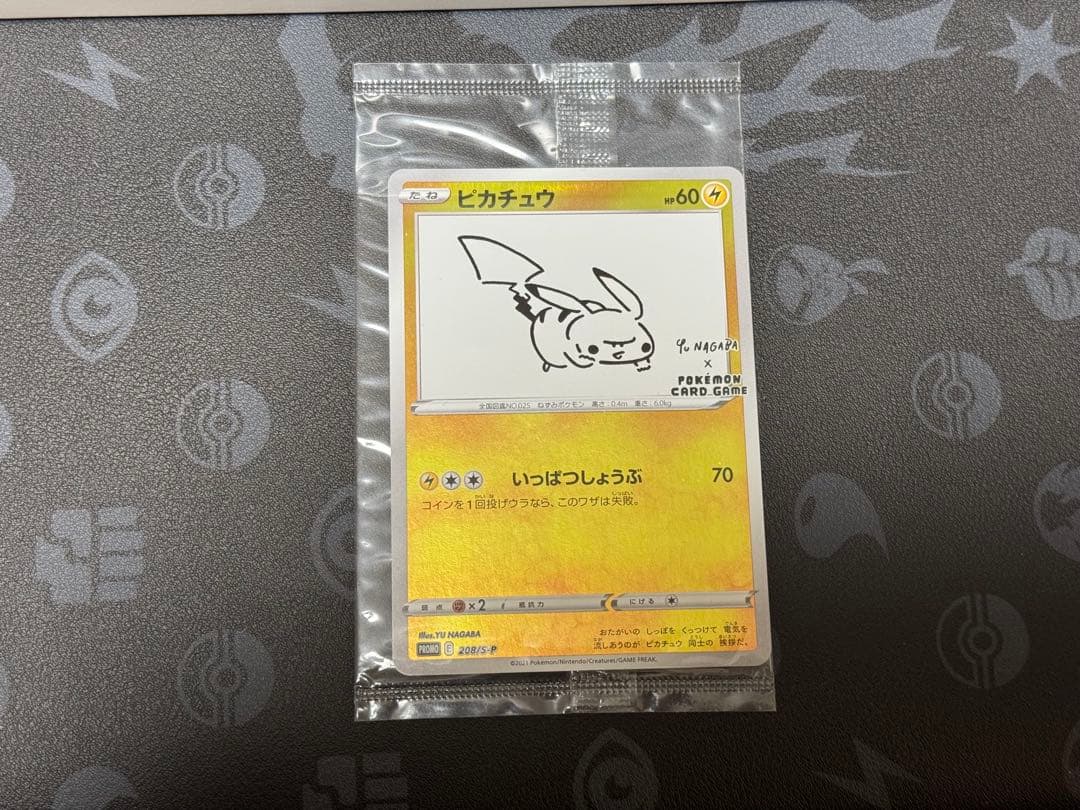 たね ピカチュウ HP60
Yu NAGABA
×
POKÉMON
CARD GAME
全国図鑑NO.025 ねずみポケモン 高さ:0.4m 重さ:6.0kg
いっぱつしょうぶ 70
コインを1回投げウラなら、このワザは失敗。
弱点 ×2 抵抗力 にげる
Illus.YU NAGABA
おたがいの しっぽを くっつけて 電気を
流しあうのが ピカチュウ 同士の 挨拶だ。
PROMO E 208/S-P
©2021 Pokémon/Nintendo/Creatures/GAME FREAK.